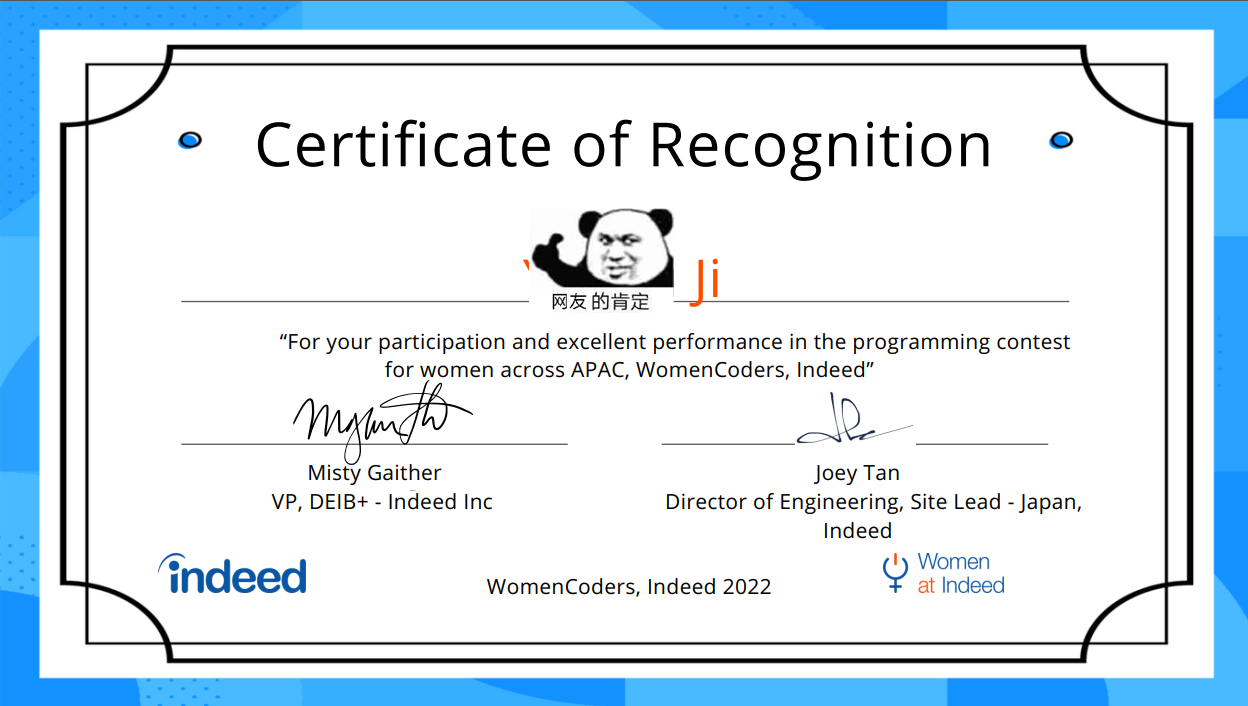 Certificate of Recognition
Ji
网友的肯定
“For your participation and excellent performance in the programming contest
for women across APAC, WomenCoders, Indeed”
Misty Gaither
VP, DEIB+ - Indeed Inc
Joey Tan
Director of Engineering, Site Lead - Japan,
Indeed
indeed
WomenCoders, Indeed 2022
Women
at Indeed